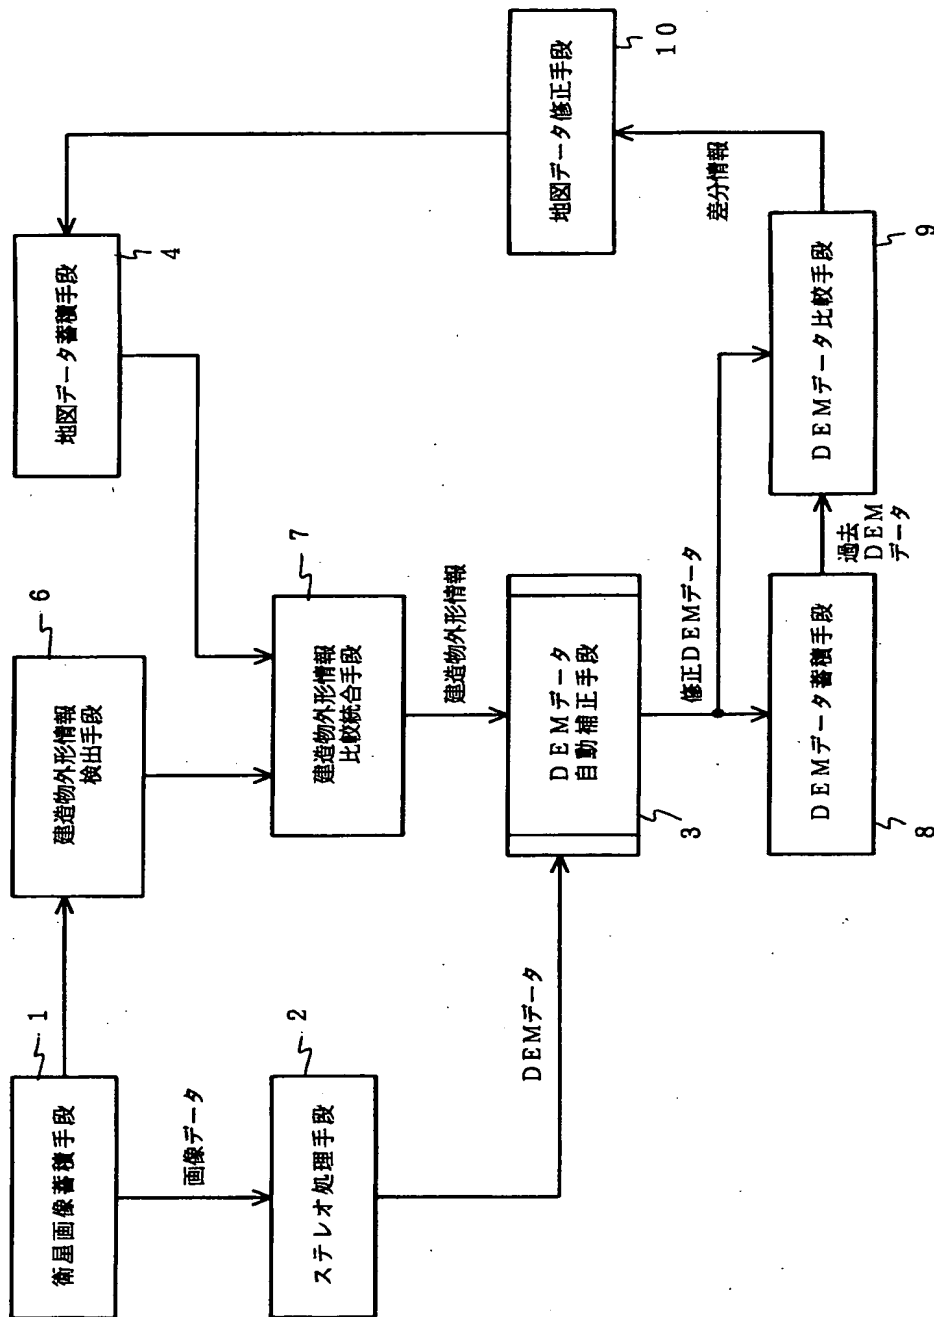 衛星画像蓄積手段
1
画像データ
ステレオ処理手段
2
DEMデータ
建造物外形情報
検出手段
6
建造物外形情報
比較統合手段
7
建造物外形情報
DEMデータ
自動補正手段
3
修正DEMデータ
DEMデータ蓄積手段
8
過去
DEM
データ
地図データ蓄積手段
4
DEMデータ比較手段
9
差分情報
地図データ修正手段
10